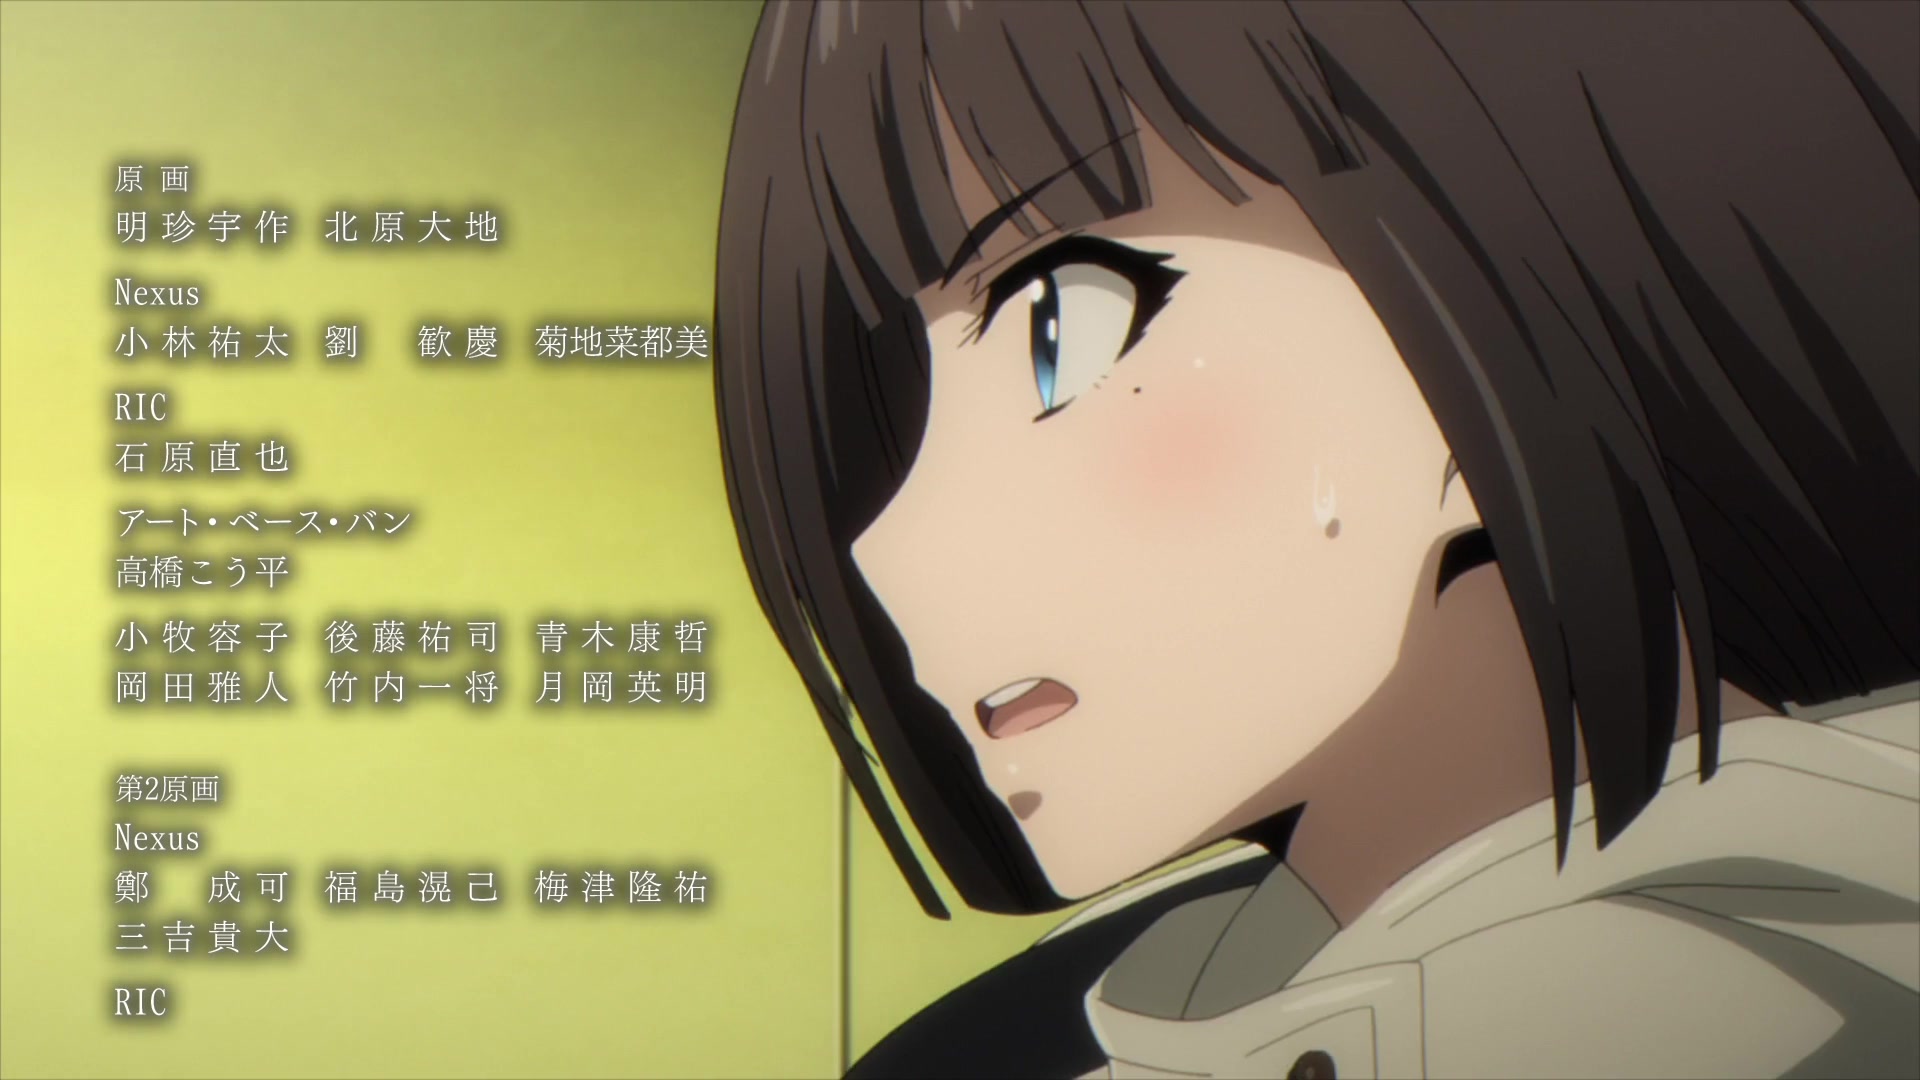 原画
明珍宇作 北原大地
Nexus
小林祐太 劉 歓慶 菊地菜都美
RIC
石原直也
アート・ベース・バン
高橋こう平
小牧容子 後藤祐司 青木康哲
岡田雅人 竹内一将 月岡英明
第2原画
Nexus
鄭 成可 福島滉己 梅津隆祐
三吉貴大
RIC